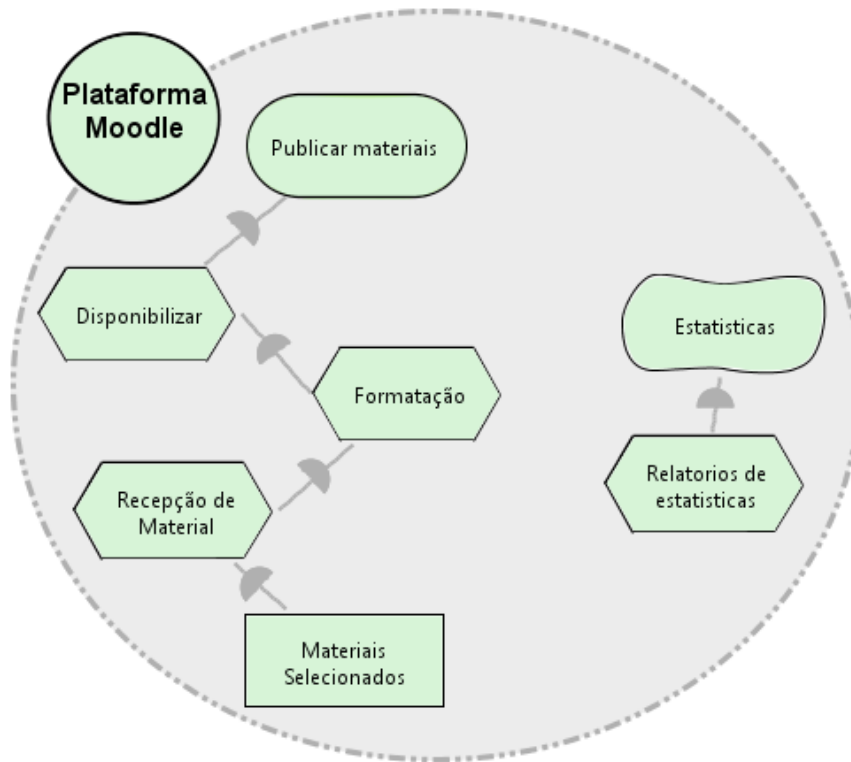 Plataforma
Moodle
Publicar materiais
Disponibilizar
Estatisticas
Formatação
Relatorios de
estatisticas
Recepção de
Material
Materiais
Selecionados